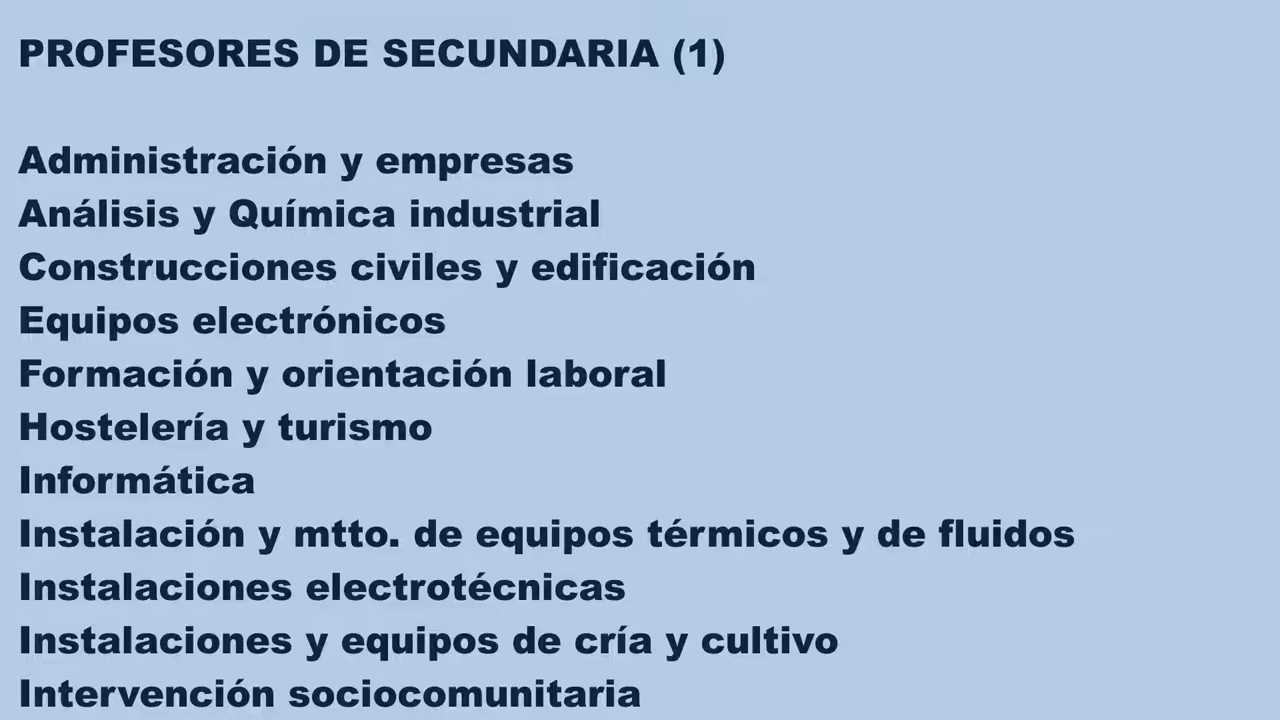 PROFESORES DE SECUNDARIA (1)
Administración y empresas
Análisis y Química industrial
Construcciones civiles y edificación
Equipos electrónicos
Formación y orientación laboral
Hostelería y turismo
Informática
Instalación y mtto. de equipos térmicos y de fluidos
Instalaciones electrotécnicas
Instalaciones y equipos de cría y cultivo
Intervención sociocomunitaria